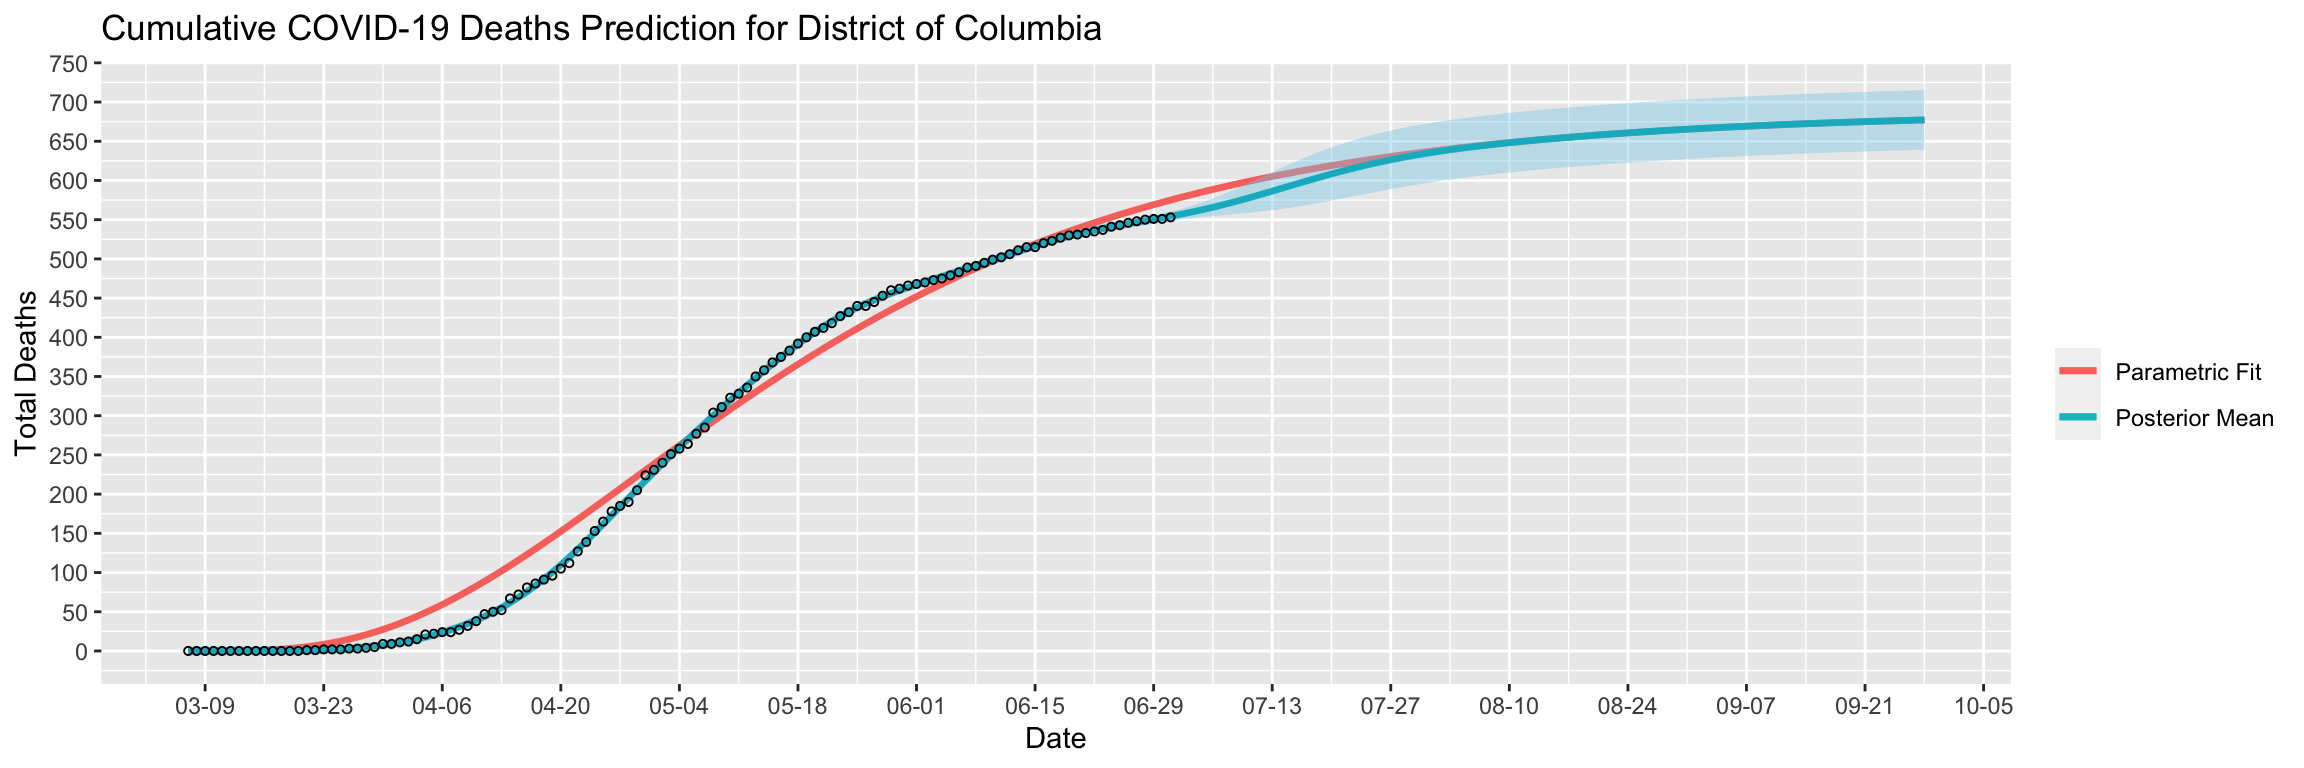 Cumulative COVID-19 Deaths Prediction for District of Columbia
750
700
650
600
550
500
450
400
350
300
250
200
150
100
50
0
Total Deaths
03-09 03-23 04-06 04-20 05-04 05-18 06-01 06-15 06-29 07-13 07-27 08-10 08-24 09-07 09-21 10-05
Date
Parametric Fit
Posterior Mean